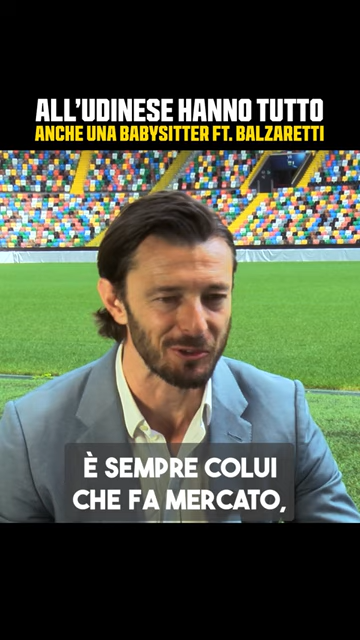 ALL'UDINESE HANNO TUTTO
ANCHE UNA BABYSITTER FT. BALZARETTI
È SEMPRE COLUI
CHE FA MERCATO,